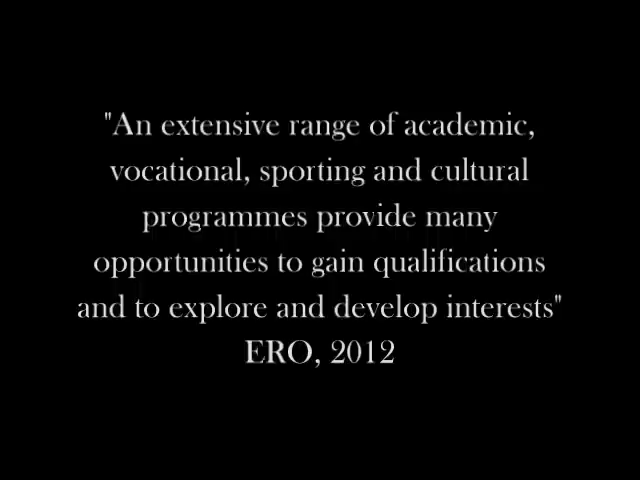 "An extensive range of academic,
vocational, sporting and cultural
programmes provide many
opportunities to gain qualifications
and to explore and develop interests"
ERO, 2012